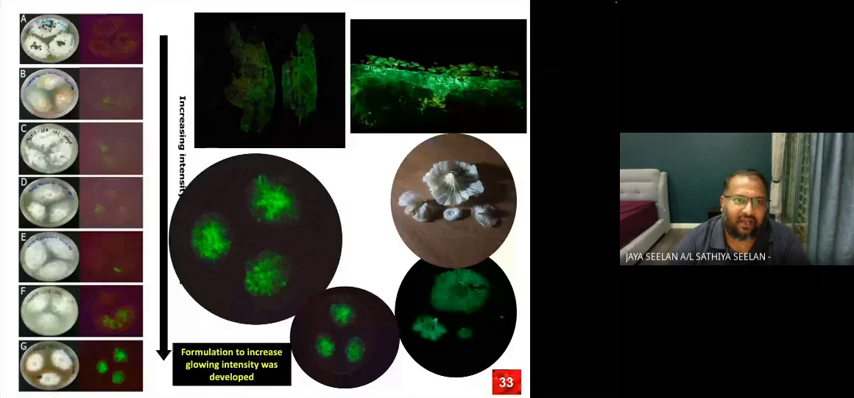 A
B
C
D
E
F
G
Increasing intensity
Formulation to increase
glowing intensity was
developed
33
JAYA SEELAN A/L SATHIYA SEELAN -